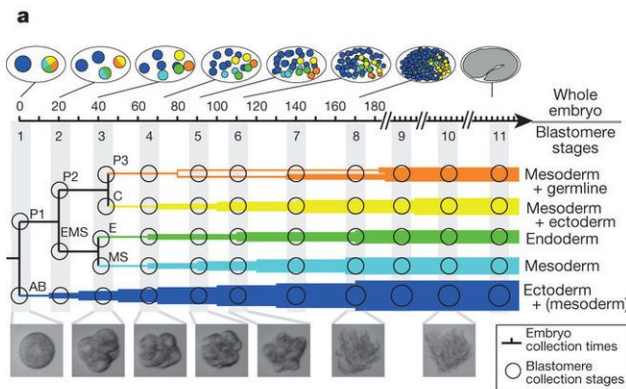 a
0 20 40 60 80 100 120 140 160 180
Whole
embryo
Blastomere
stages
1 2 3 4 5 6 7 8 9 10 11
P3
P2
C
P1
EMS
E
MS
AB
Mesoderm
+ germline
Mesoderm
+ ectoderm
Endoderm
Mesoderm
Ectoderm
+ (mesoderm)
Embryo
collection times
Blastomere
collection stages